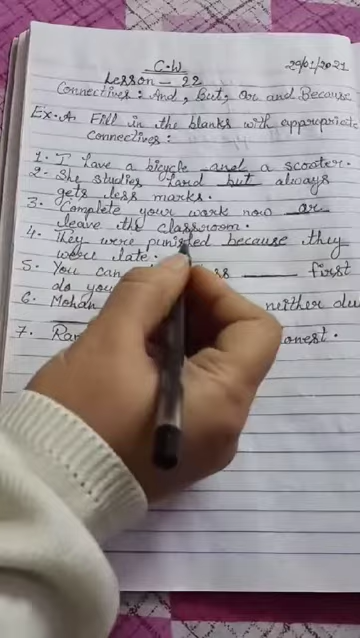 C.W
29/01/2021
Lesson - 22
Connectives: And, But, Or and Because
Ex.A. Fill in the blanks with appropriate
connectives:
1. I have a bicycle and a scooter.
2. She studies hard but always
gets less marks.
3. Complete your work now or
leave the classroom.
4. They were punished because they
were late.
5. You can ss ____ first
do you
6. Mohan neither du
7. onest.